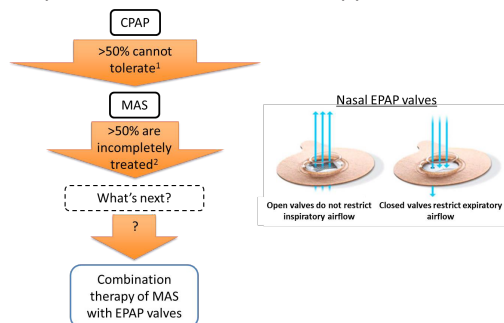 CPAP
>50% cannot
tolerate¹
MAS
>50% are
incompletely
treated²
What's next?
?
Combination
therapy of MAS
with EPAP valves
Nasal EPAP valves
Open valves do not restrict
inspiratory airflow
Closed valves restrict expiratory
airflow